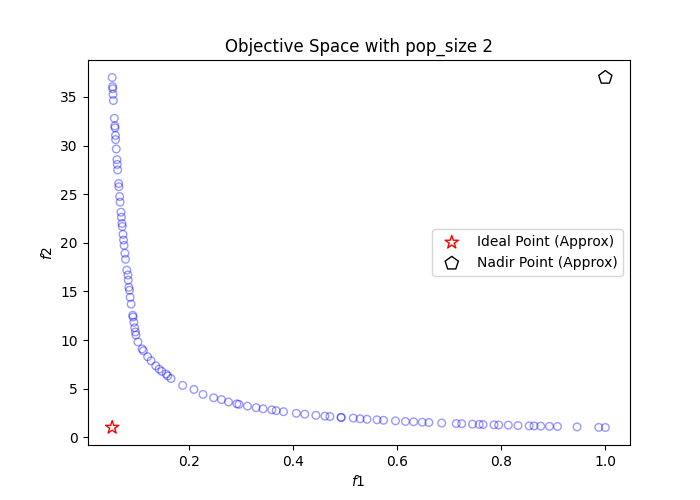 Objective Space with pop_size 2
f2
35
30
25
20
15
10
5
0
Ideal Point (Approx)
Nadir Point (Approx)
0.2
0.4
0.6
0.8
1.0
f1